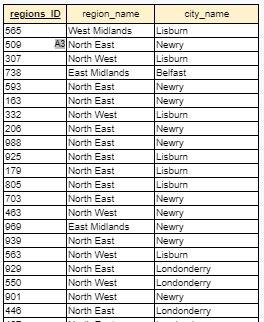 regions_ID region_name city_name
565 West Midlands Lisburn
509 A3 North East Newry
307 North West Lisburn
738 East Midlands Belfast
593 North East Newry
163 North East Newry
332 North West Lisburn
206 North East Newry
988 North East Newry
925 North East Lisburn
179 North East Lisburn
805 North East Lisburn
703 North East Newry
463 North West Newry
969 East Midlands Newry
939 North East Newry
563 North West Lisburn
929 North East Londonderry
550 North West Londonderry
901 North West Newry
446 North East Londonderry